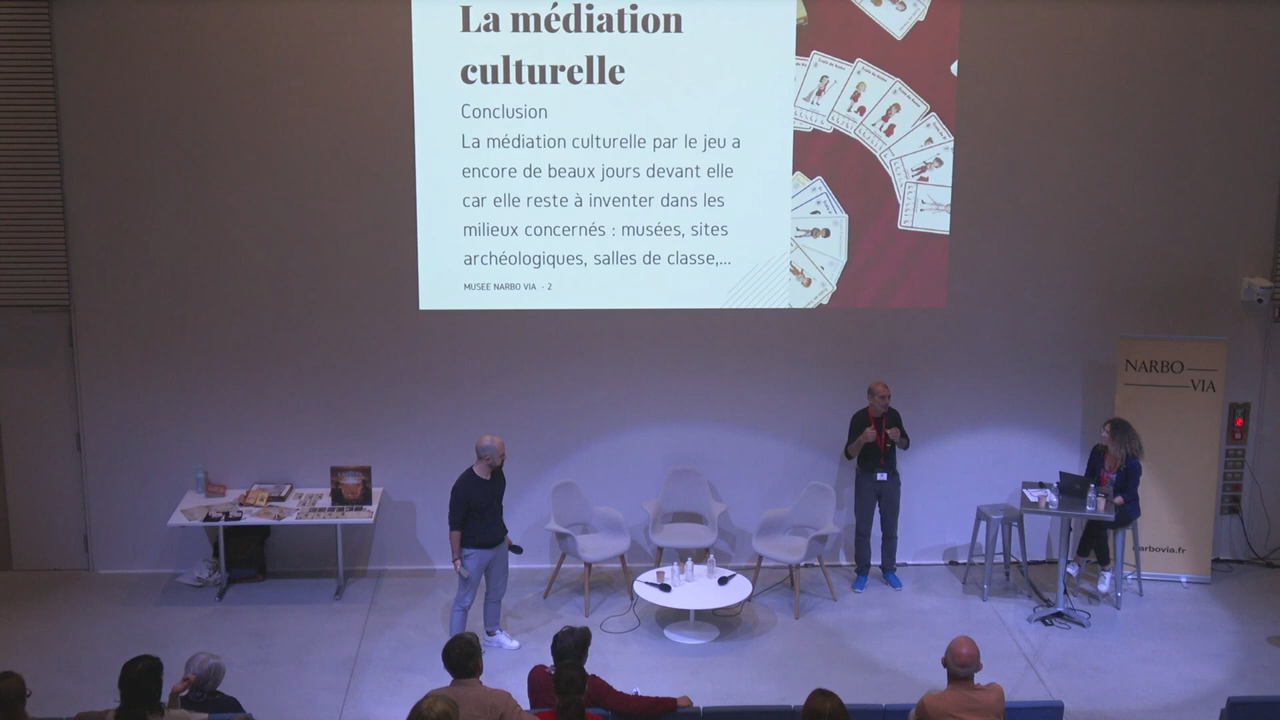 La médiation
culturelle
Conclusion
La médiation culturelle par le jeu a
encore de beaux jours devant elle
car elle reste à inventer dans les
milieux concernés : musées, sites
archéologiques, salles de classe,...
MUSEE NARBO VIA - 2
NARBO
VIA
narbovia.fr